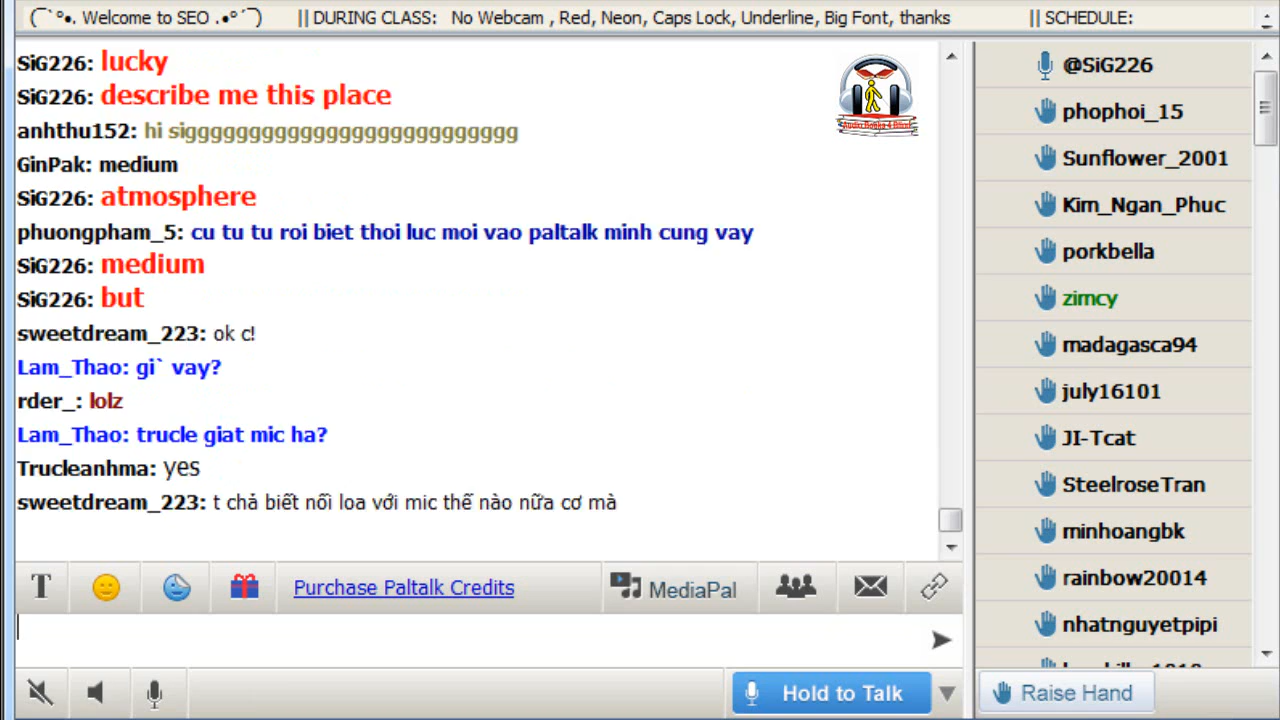 (¯`°•. Welcome to SEO .•°´¯) || DURING CLASS: No Webcam , Red, Neon, Caps Lock, Underline, Big Font, thanks || SCHEDULE:
SiG226: lucky
SiG226: describe me this place
anhthu152: hi sigggggggggggggggggggggggggg
GinPak: medium
SiG226: atmosphere
phuongpham_5: cu tu tu roi biet thoi luc moi vao paltalk minh cung vay
SiG226: medium
SiG226: but
sweetdream_223: ok c!
Lam_Thao: gi` vay?
rder_: lolz
Lam_Thao: trucle giat mic ha?
Trucleanhma: yes
sweetdream_223: t chả biết nối loa với mic thế nào nữa cơ mà
T
Purchase Paltalk Credits
MediaPal
Hold to Talk
@SiG226
phophoi_15
Sunflower_2001
Kim_Ngan_Phuc
porkbella
zimcy
madagasca94
july16101
JI-Tcat
SteelroseTran
minhoangbk
rainbow20014
nhatnguyetpipi
Raise Hand